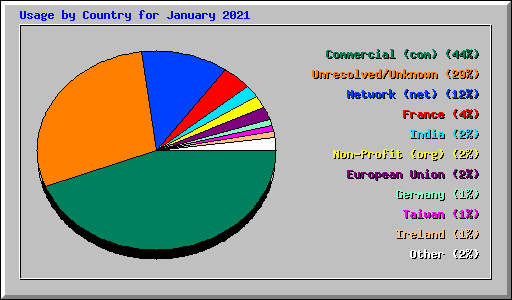 Usage by Country for January 2021
Commercial (com) (44%)
Unresolved/Unknown (29%)
Network (net) (12%)
France (4%)
India (2%)
Non-Profit (org) (2%)
European Union (2%)
Germany (1%)
Taiwan (1%)
Ireland (1%)
Other (2%)